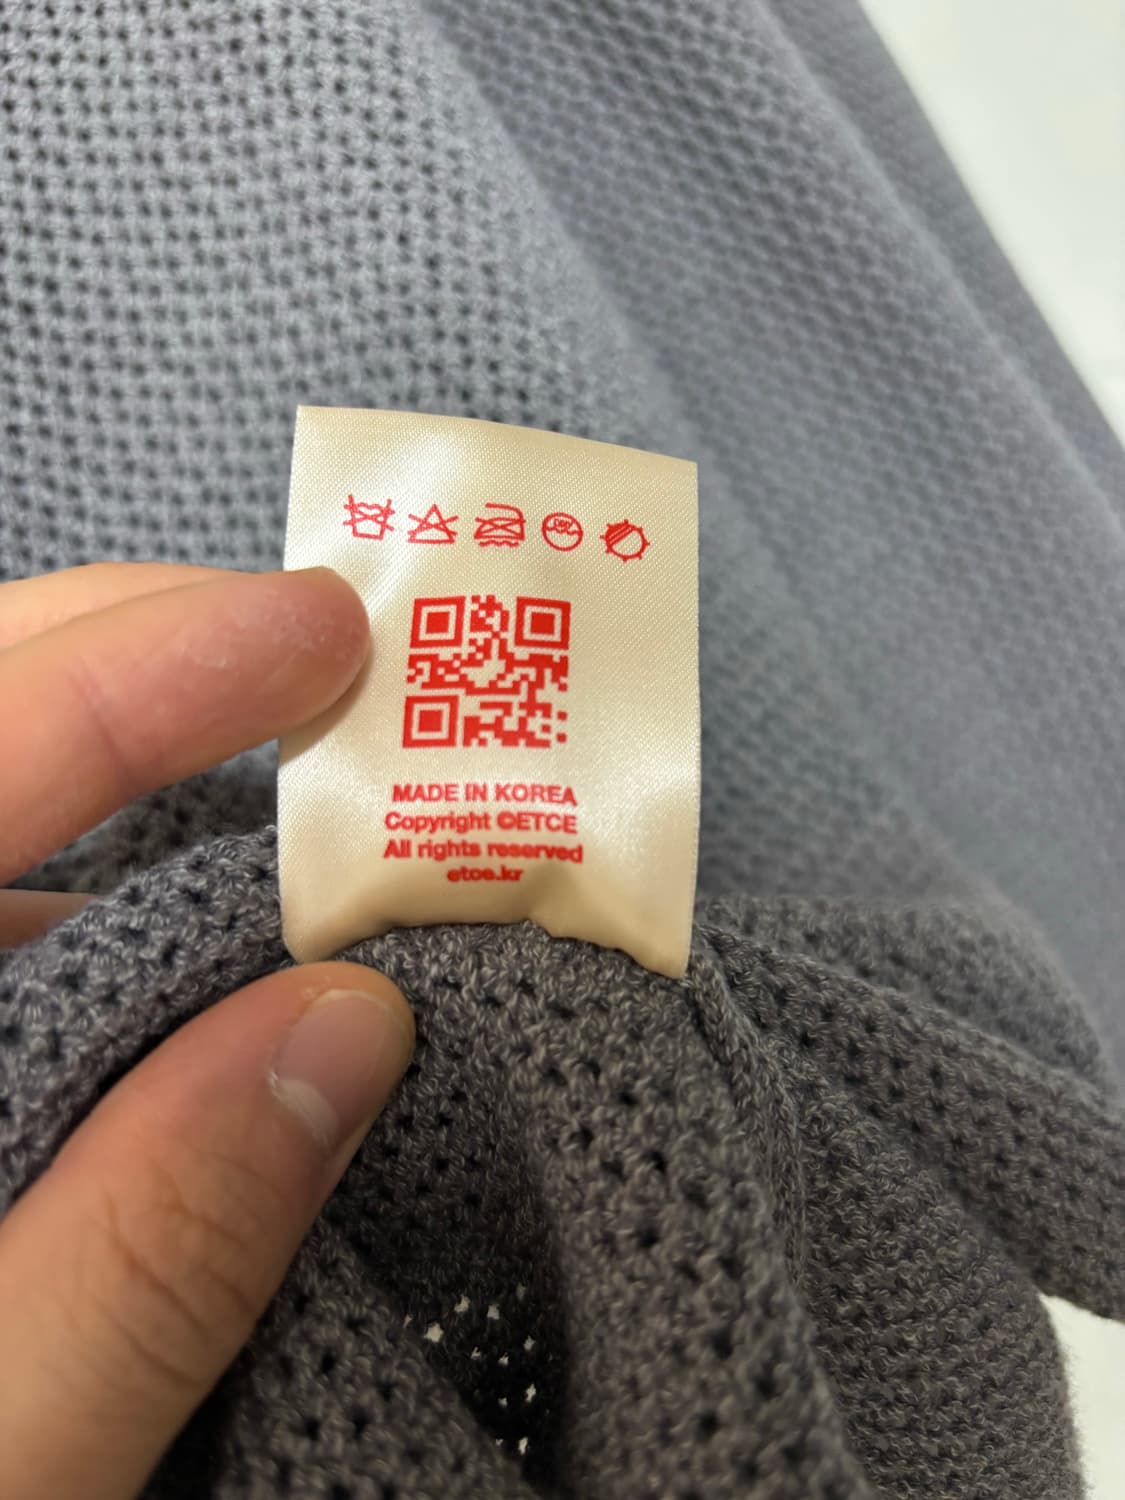 MADE IN KOREA
Copyright ©ETCE
All rights reserved
etce.kr